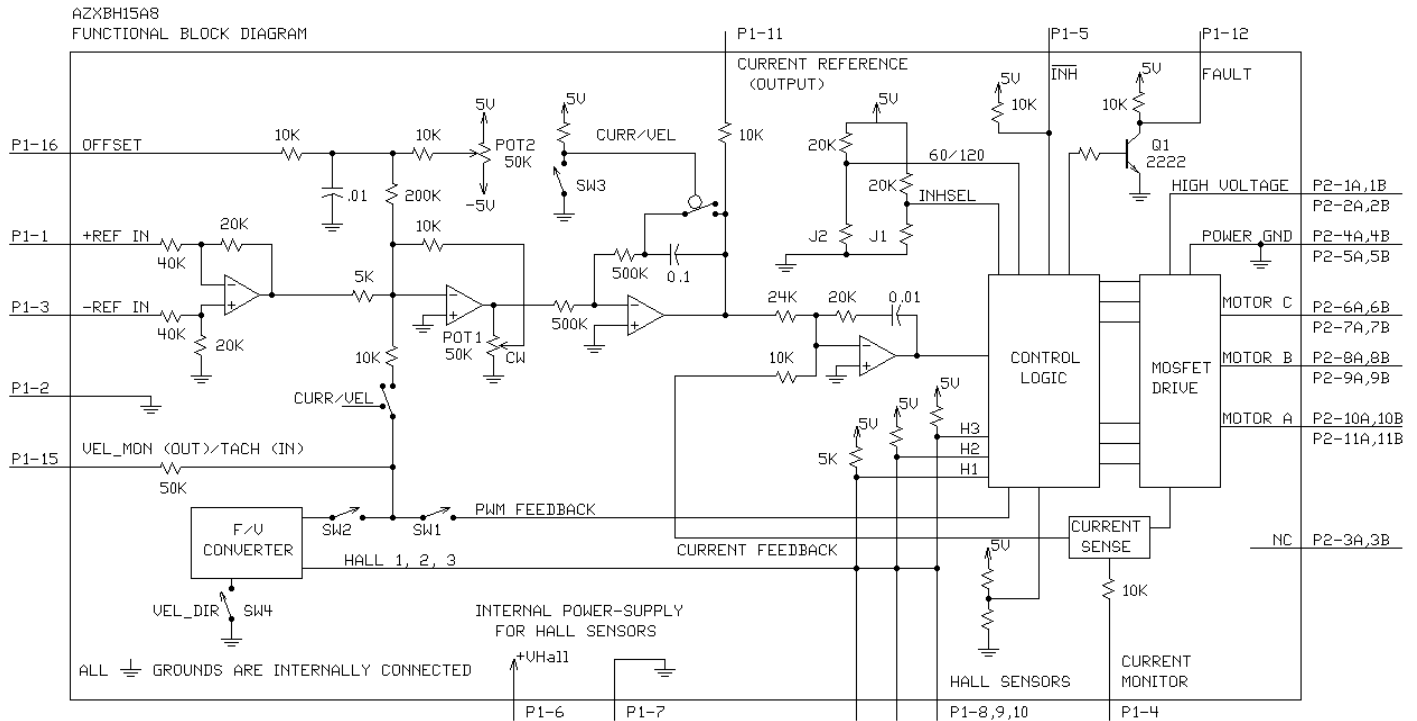 AZXBH15A8
FUNCTIONAL BLOCK DIAGRAM
P1-11
P1-5
P1-12
CURRENT REFERENCE
(OUTPUT)
5V
INH
10K
5V
FAULT
10K
5V
5V
5V
P1-16
OFFSET
10K
10K
POT2
50K
CURR/VEL
10K
20K
60/120
Q1
2222
.01
200K
-5V
SW3
20K
INHSEL
HIGH VOLTAGE
P2-1A,1B
P2-2A,2B
P1-1
+REF IN
20K
10K
J2
J1
POWER GND
P2-4A,4B
P2-5A,5B
40K
500K
0.1
5K
P1-3
-REF IN
24K
20K
0.01
MOTOR C
P2-6A,6B
P2-7A,7B
40K
20K
POT1
50K
CW
500K
10K
10K
CONTROL
LOGIC
MOSFET
DRIVE
MOTOR B
P2-8A,8B
P2-9A,9B
P1-2
CURR/VEL
5V
5V
5V
MOTOR A
P2-10A,10B
P2-11A,11B
H3
H2
H1
5K
P1-15
VEL_MON (OUT)/TACH (IN)
50K
F/V
CONVERTER
SW2
SW1
PWM FEEDBACK
CURRENT
SENSE
CURRENT FEEDBACK
5V
NC
P2-3A,3B
HALL 1, 2, 3
10K
VEL_DIR
SW4
INTERNAL POWER-SUPPLY
FOR HALL SENSORS
+VHall
ALL GROUNDS ARE INTERNALLY CONNECTED
CURRENT
MONITOR
HALL SENSORS
P1-6
P1-7
P1-8,9,10
P1-4